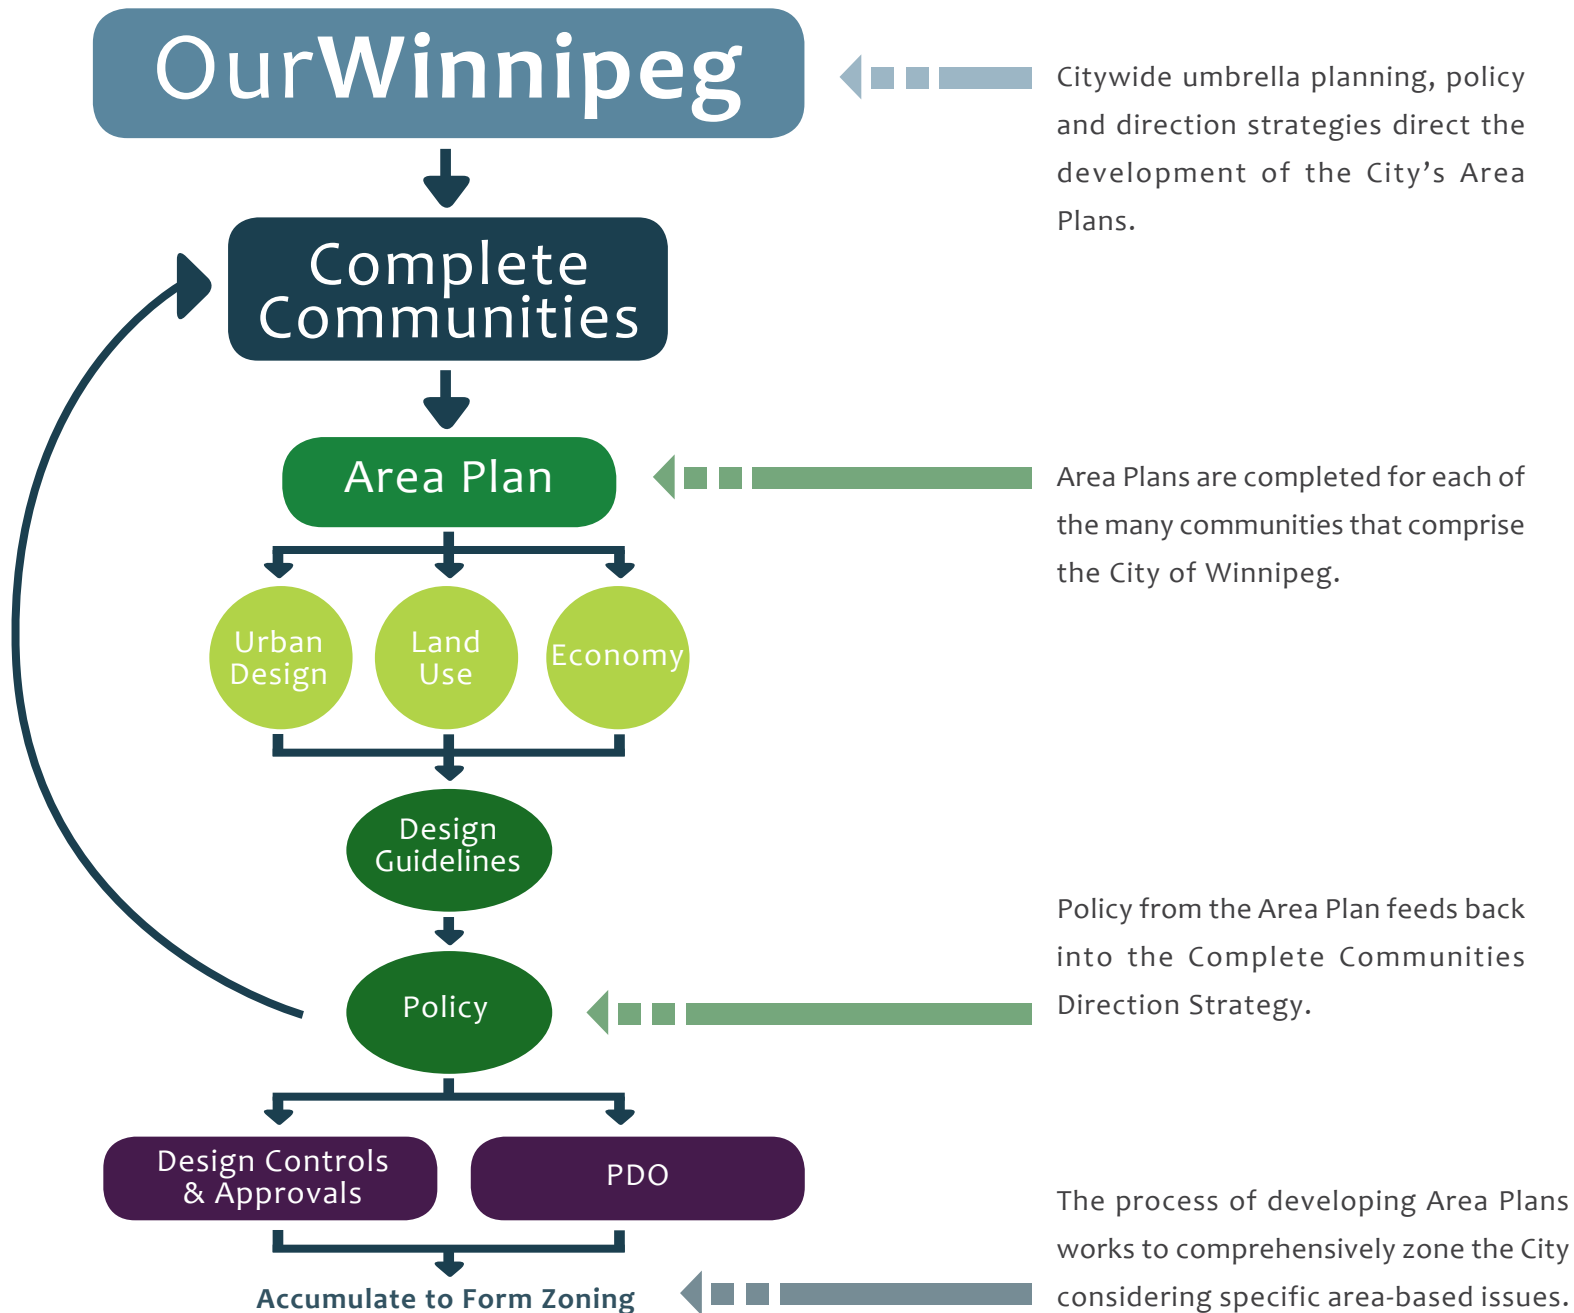 OurWinnipeg
Citywide umbrella planning, policy
and direction strategies direct the
development of the City’s Area
Plans.
Complete
Communities
Area Plan
Area Plans are completed for each of
the many communities that comprise
the City of Winnipeg.
Urban
Design
Land
Use
Economy
Design
Guidelines
Policy
Policy from the Area Plan feeds back
into the Complete Communities
Direction Strategy.
Design Controls
& Approvals
PDO
The process of developing Area Plans
works to comprehensively zone the City
considering specific area-based issues.
Accumulate to Form Zoning